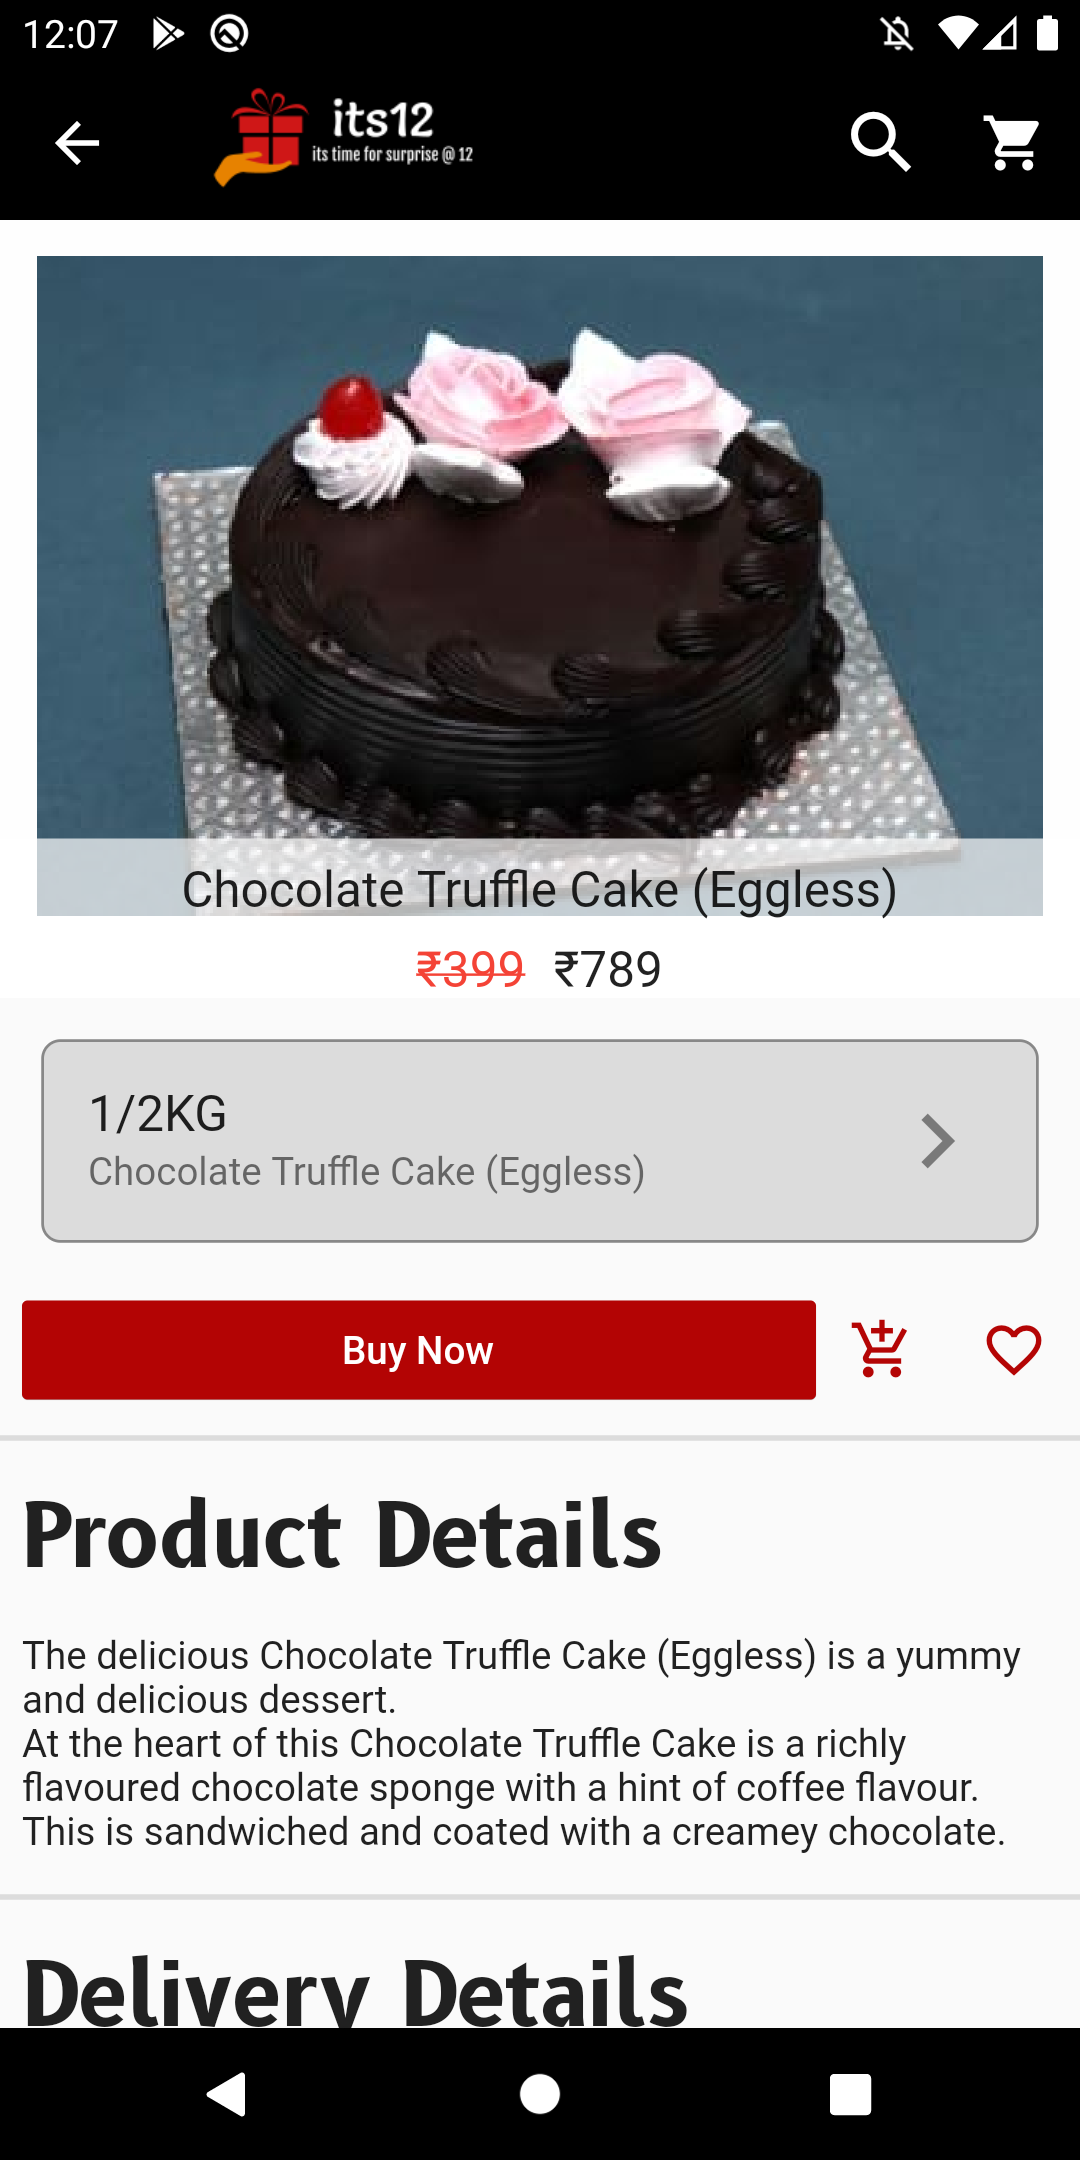 12:07
its12
its time for surprise @ 12
Chocolate Truffle Cake (Eggless)
₹399 ₹789
1/2KG
Chocolate Truffle Cake (Eggless)
Buy Now
Product Details
The delicious Chocolate Truffle Cake (Eggless) is a yummy
and delicious dessert.
At the heart of this Chocolate Truffle Cake is a richly
flavoured chocolate sponge with a hint of coffee flavour.
This is sandwiched and coated with a creamey chocolate.
Delivery Details